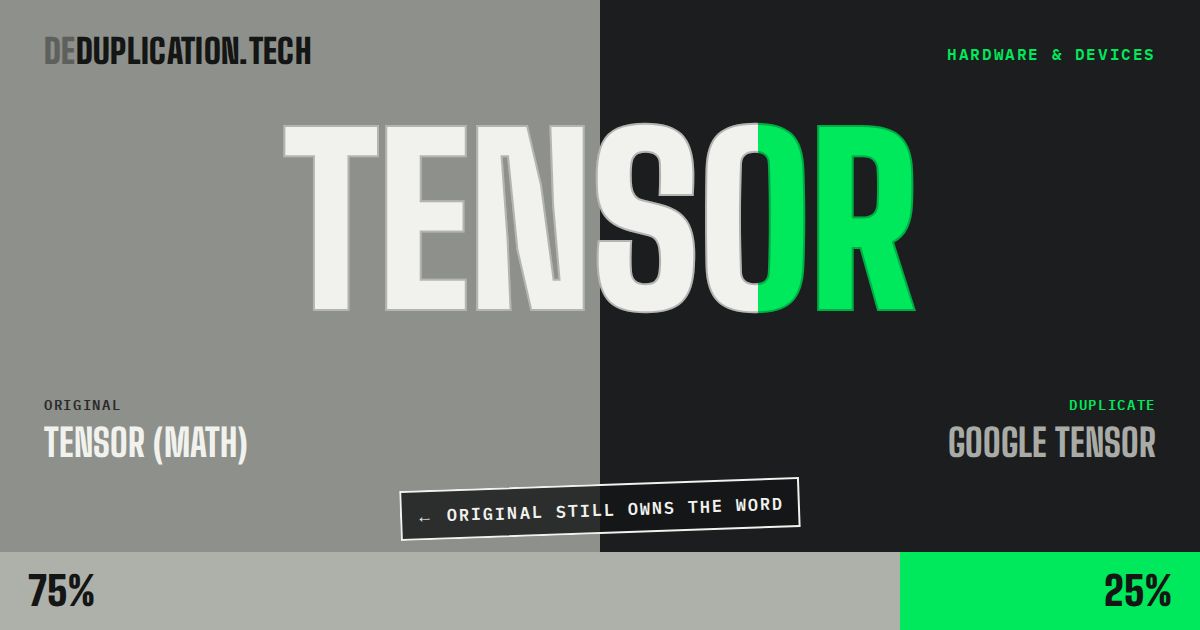 DEDUPLICATION.TECH
HARDWARE & DEVICES
TENSOR
ORIGINAL
TENSOR (MATH)
DUPLICATE
GOOGLE TENSOR
← ORIGINAL STILL OWNS THE WORD
75%
25%